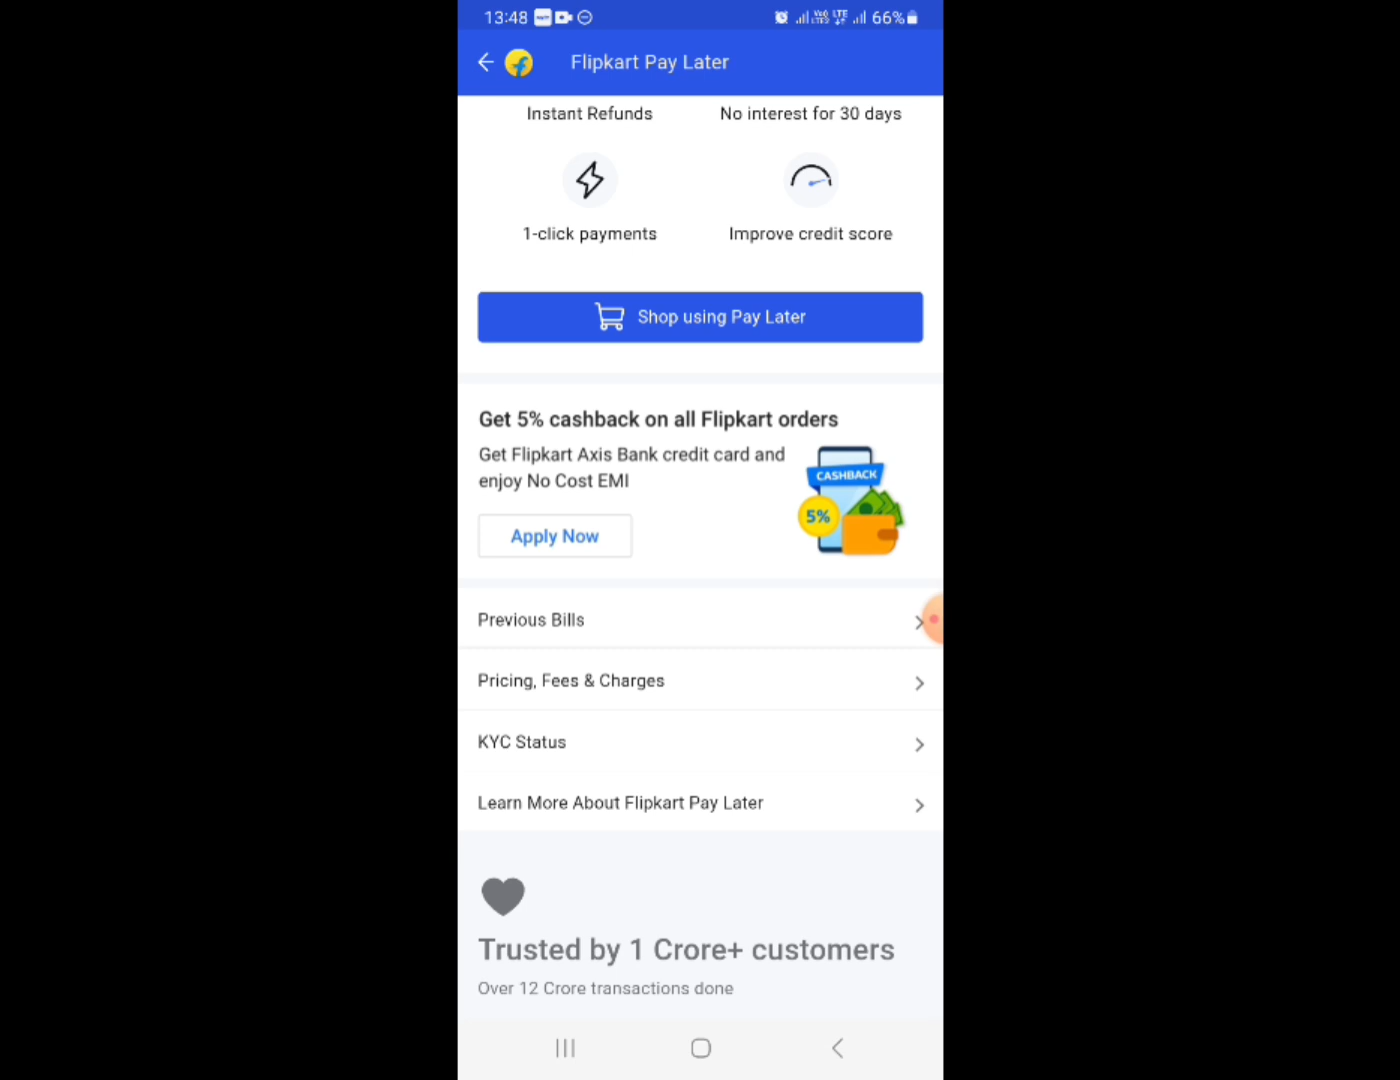 13:48 66%
Flipkart Pay Later
Instant Refunds No interest for 30 days
1-click payments Improve credit score
Shop using Pay Later
Get 5% cashback on all Flipkart orders
Get Flipkart Axis Bank credit card and
enjoy No Cost EMI
CASHBACK
5%
Apply Now
Previous Bills
Pricing, Fees & Charges
KYC Status
Learn More About Flipkart Pay Later
Trusted by 1 Crore+ customers
Over 12 Crore transactions done